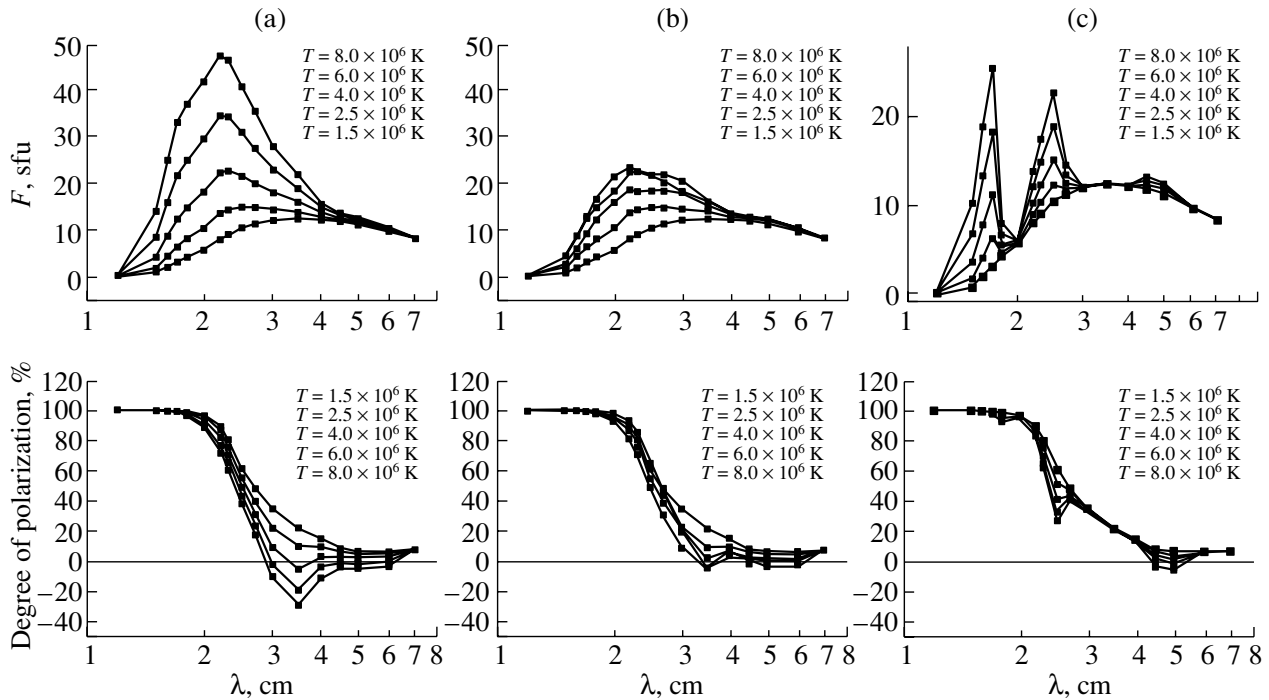 (a)
(b)
(c)
F, sfu
50
40
30
20
10
0
T = 8.0 × 10⁶ K
T = 6.0 × 10⁶ K
T = 4.0 × 10⁶ K
T = 2.5 × 10⁶ K
T = 1.5 × 10⁶ K
1 2 3 4 5 6 7
50
40
30
20
10
0
T = 8.0 × 10⁶ K
T = 6.0 × 10⁶ K
T = 4.0 × 10⁶ K
T = 2.5 × 10⁶ K
T = 1.5 × 10⁶ K
1 2 3 4 5 6 7
20
10
0
T = 8.0 × 10⁶ K
T = 6.0 × 10⁶ K
T = 4.0 × 10⁶ K
T = 2.5 × 10⁶ K
T = 1.5 × 10⁶ K
1 2 3 4 5 6 7
Degree of polarization, %
120
100
80
60
40
20
0
−20
−40
T = 1.5 × 10⁶ K
T = 2.5 × 10⁶ K
T = 4.0 × 10⁶ K
T = 6.0 × 10⁶ K
T = 8.0 × 10⁶ K
1 2 3 4 5 6 7 8
λ, cm
120
100
80
60
40
20
0
−20
−40
T = 1.5 × 10⁶ K
T = 2.5 × 10⁶ K
T = 4.0 × 10⁶ K
T = 6.0 × 10⁶ K
T = 8.0 × 10⁶ K
1 2 3 4 5 6 7 8
λ, cm
120
100
80
60
40
20
0
−20
−40
T = 1.5 × 10⁶ K
T = 2.5 × 10⁶ K
T = 4.0 × 10⁶ K
T = 6.0 × 10⁶ K
T = 8.0 × 10⁶ K
1 2 3 4 5 6 7 8
λ, cm